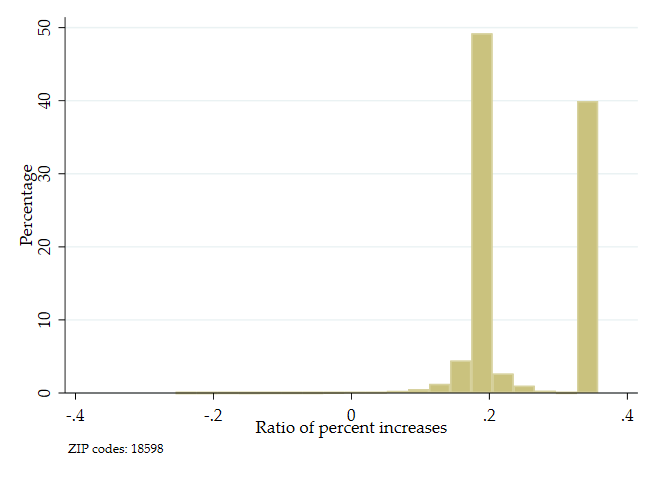 Percentage
50
40
30
20
10
0
-.4 -.2 0 .2 .4
Ratio of percent increases
ZIP codes: 18598